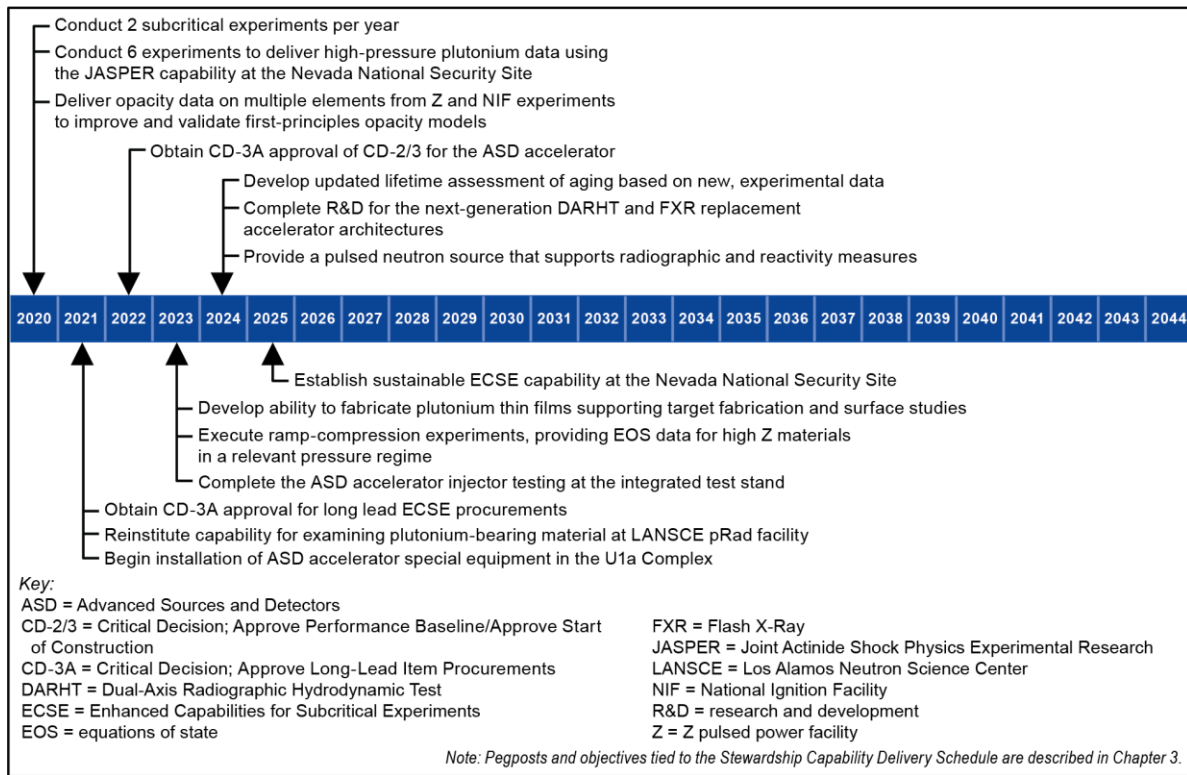 Conduct 2 subcritical experiments per year
Conduct 6 experiments to deliver high-pressure plutonium data using
the JASPER capability at the Nevada National Security Site
Deliver opacity data on multiple elements from Z and NIF experiments
to improve and validate first-principles opacity models
Obtain CD-3A approval of CD-2/3 for the ASD accelerator
Develop updated lifetime assessment of aging based on new, experimental data
Complete R&D for the next-generation DARHT and FXR replacement
accelerator architectures
Provide a pulsed neutron source that supports radiographic and reactivity measures
2020 2021 2022 2023 2024 2025 2026 2027 2028 2029 2030 2031 2032 2033 2034 2035 2036 2037 2038 2039 2040 2041 2042 2043 2044
Establish sustainable ECSE capability at the Nevada National Security Site
Develop ability to fabricate plutonium thin films supporting target fabrication and surface studies
Execute ramp-compression experiments, providing EOS data for high Z materials
in a relevant pressure regime
Complete the ASD accelerator injector testing at the integrated test stand
Obtain CD-3A approval for long lead ECSE procurements
Reinstitute capability for examining plutonium-bearing material at LANSCE pRad facility
Begin installation of ASD accelerator special equipment in the U1a Complex
Key:
ASD = Advanced Sources and Detectors
CD-2/3 = Critical Decision; Approve Performance Baseline/Approve Start
of Construction
CD-3A = Critical Decision; Approve Long-Lead Item Procurements
DARHT = Dual-Axis Radiographic Hydrodynamic Test
ECSE = Enhanced Capabilities for Subcritical Experiments
EOS = equations of state
FXR = Flash X-Ray
JASPER = Joint Actinide Shock Physics Experimental Research
LANSCE = Los Alamos Neutron Science Center
NIF = National Ignition Facility
R&D = research and development
Z = Z pulsed power facility
Note: Pegposts and objectives tied to the Stewardship Capability Delivery Schedule are described in Chapter 3.